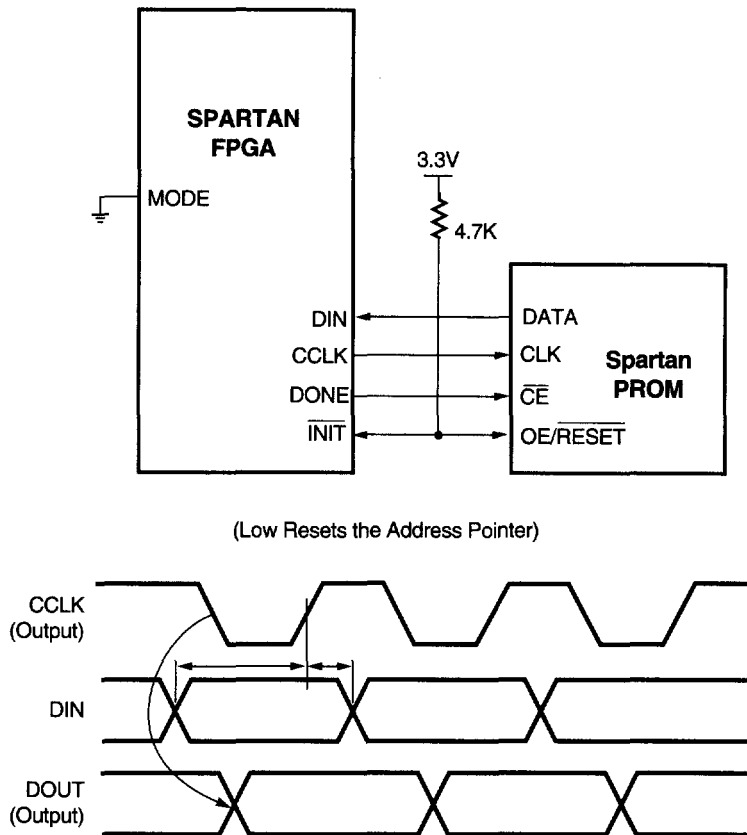 SPARTAN
FPGA
MODE
3.3V
4.7K
DIN
CCLK
DONE
INIT
DATA
CLK
CE
OE/RESET
Spartan
PROM
(Low Resets the Address Pointer)
CCLK
(Output)
DIN
DOUT
(Output)